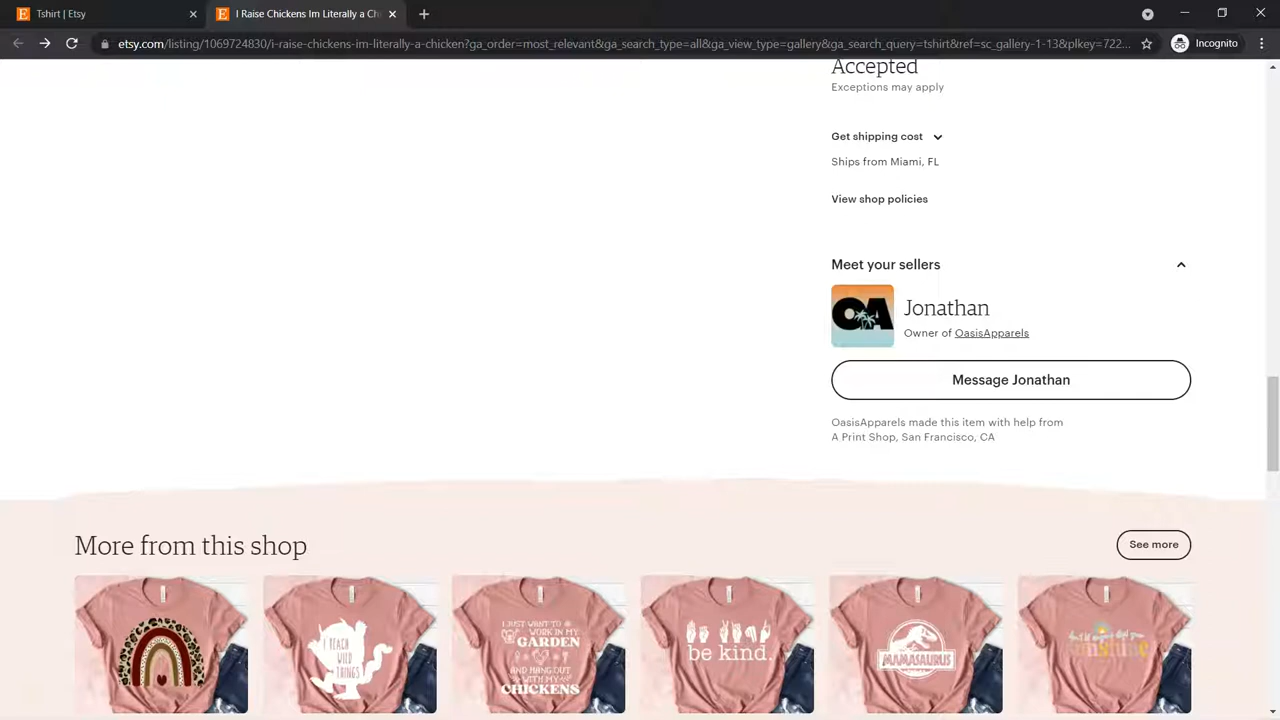 Tshirt | Etsy
I Raise Chickens Im Literally a Ch
etsy.com/listing/1069724830/i-raise-chickens-im-literally-a-chicken?ga_order=most_relevant&ga_search_type=all&ga_view_type=gallery&ga_search_query=tshirt&ref=sc_gallery-1-13&plkey=722...
Incognito
Accepted
Exceptions may apply
Get shipping cost
Ships from Miami, FL
View shop policies
Meet your sellers
OA
Jonathan
Owner of OasisApparels
Message Jonathan
OasisApparels made this item with help from
A Print Shop, San Francisco, CA
More from this shop
See more
I TEACH
WILD
THINGS
I JUST WANT TO
WORK IN MY
GARDEN
AND HANG OUT
WITH MY
CHICKENS
be kind.
MAMASAURUS
sunshine